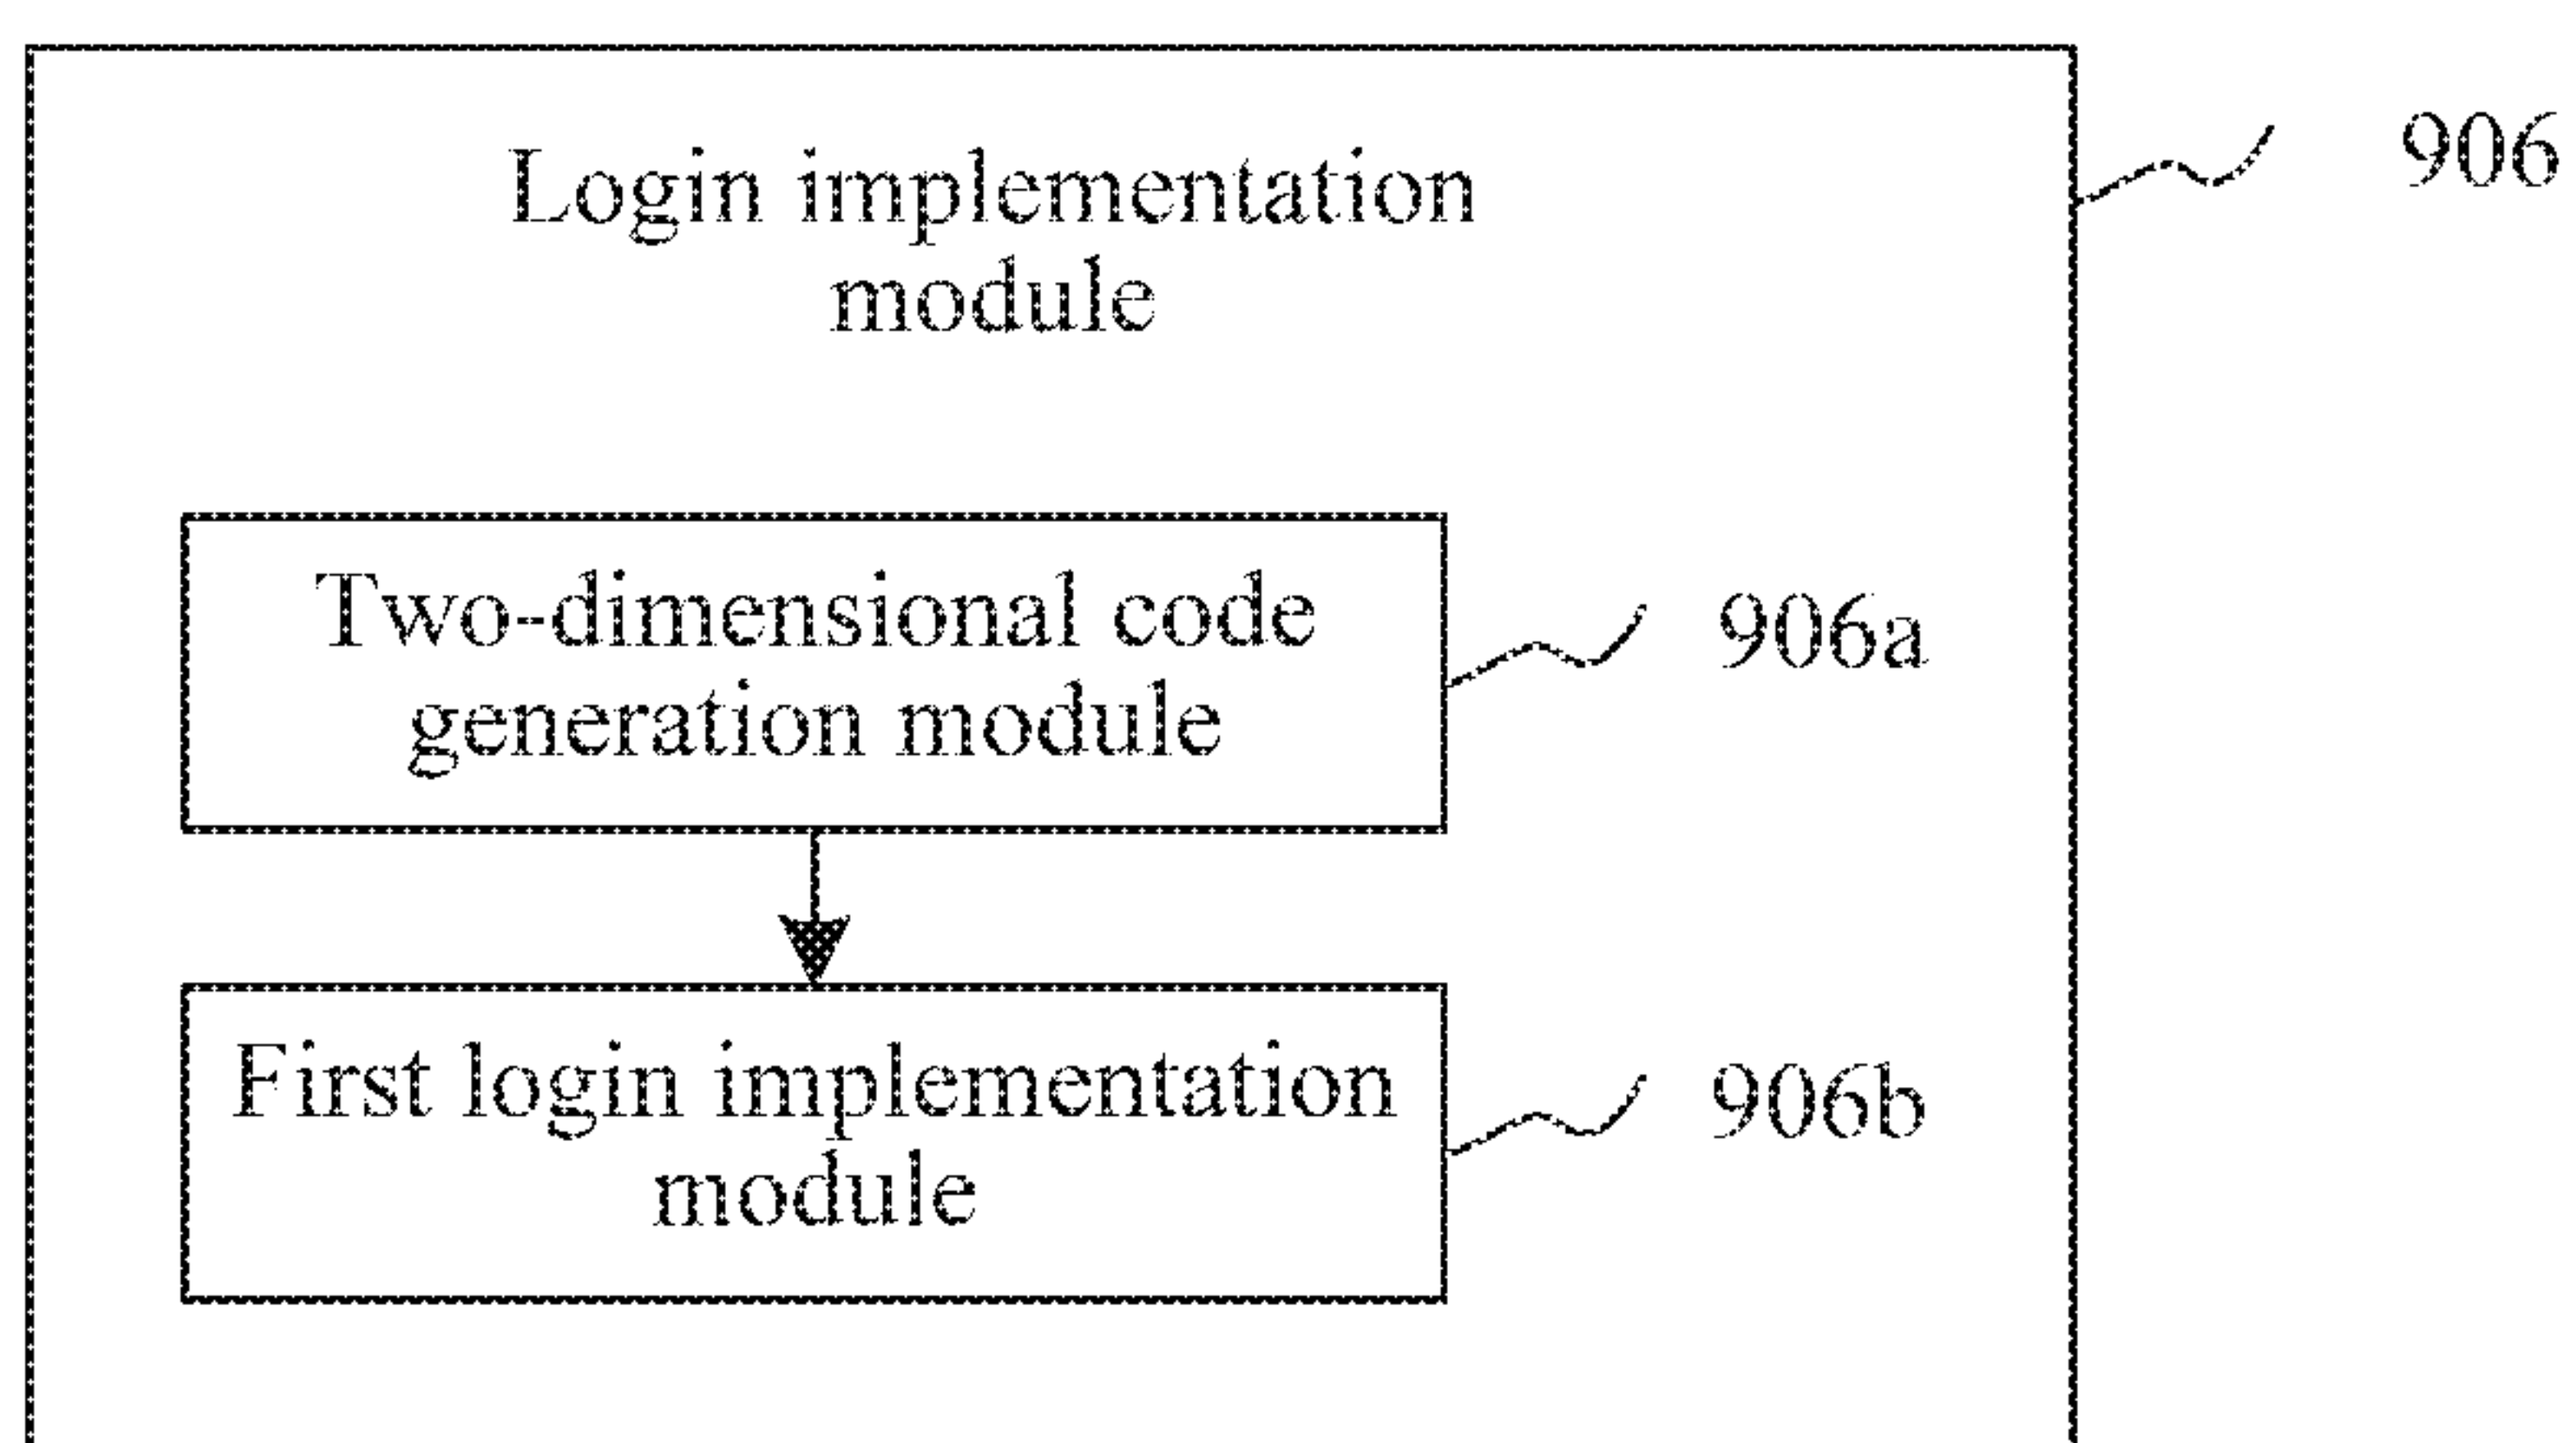 Login implementation
module
906
Two-dimensional code
generation module
906a
First login implementation
module
906b